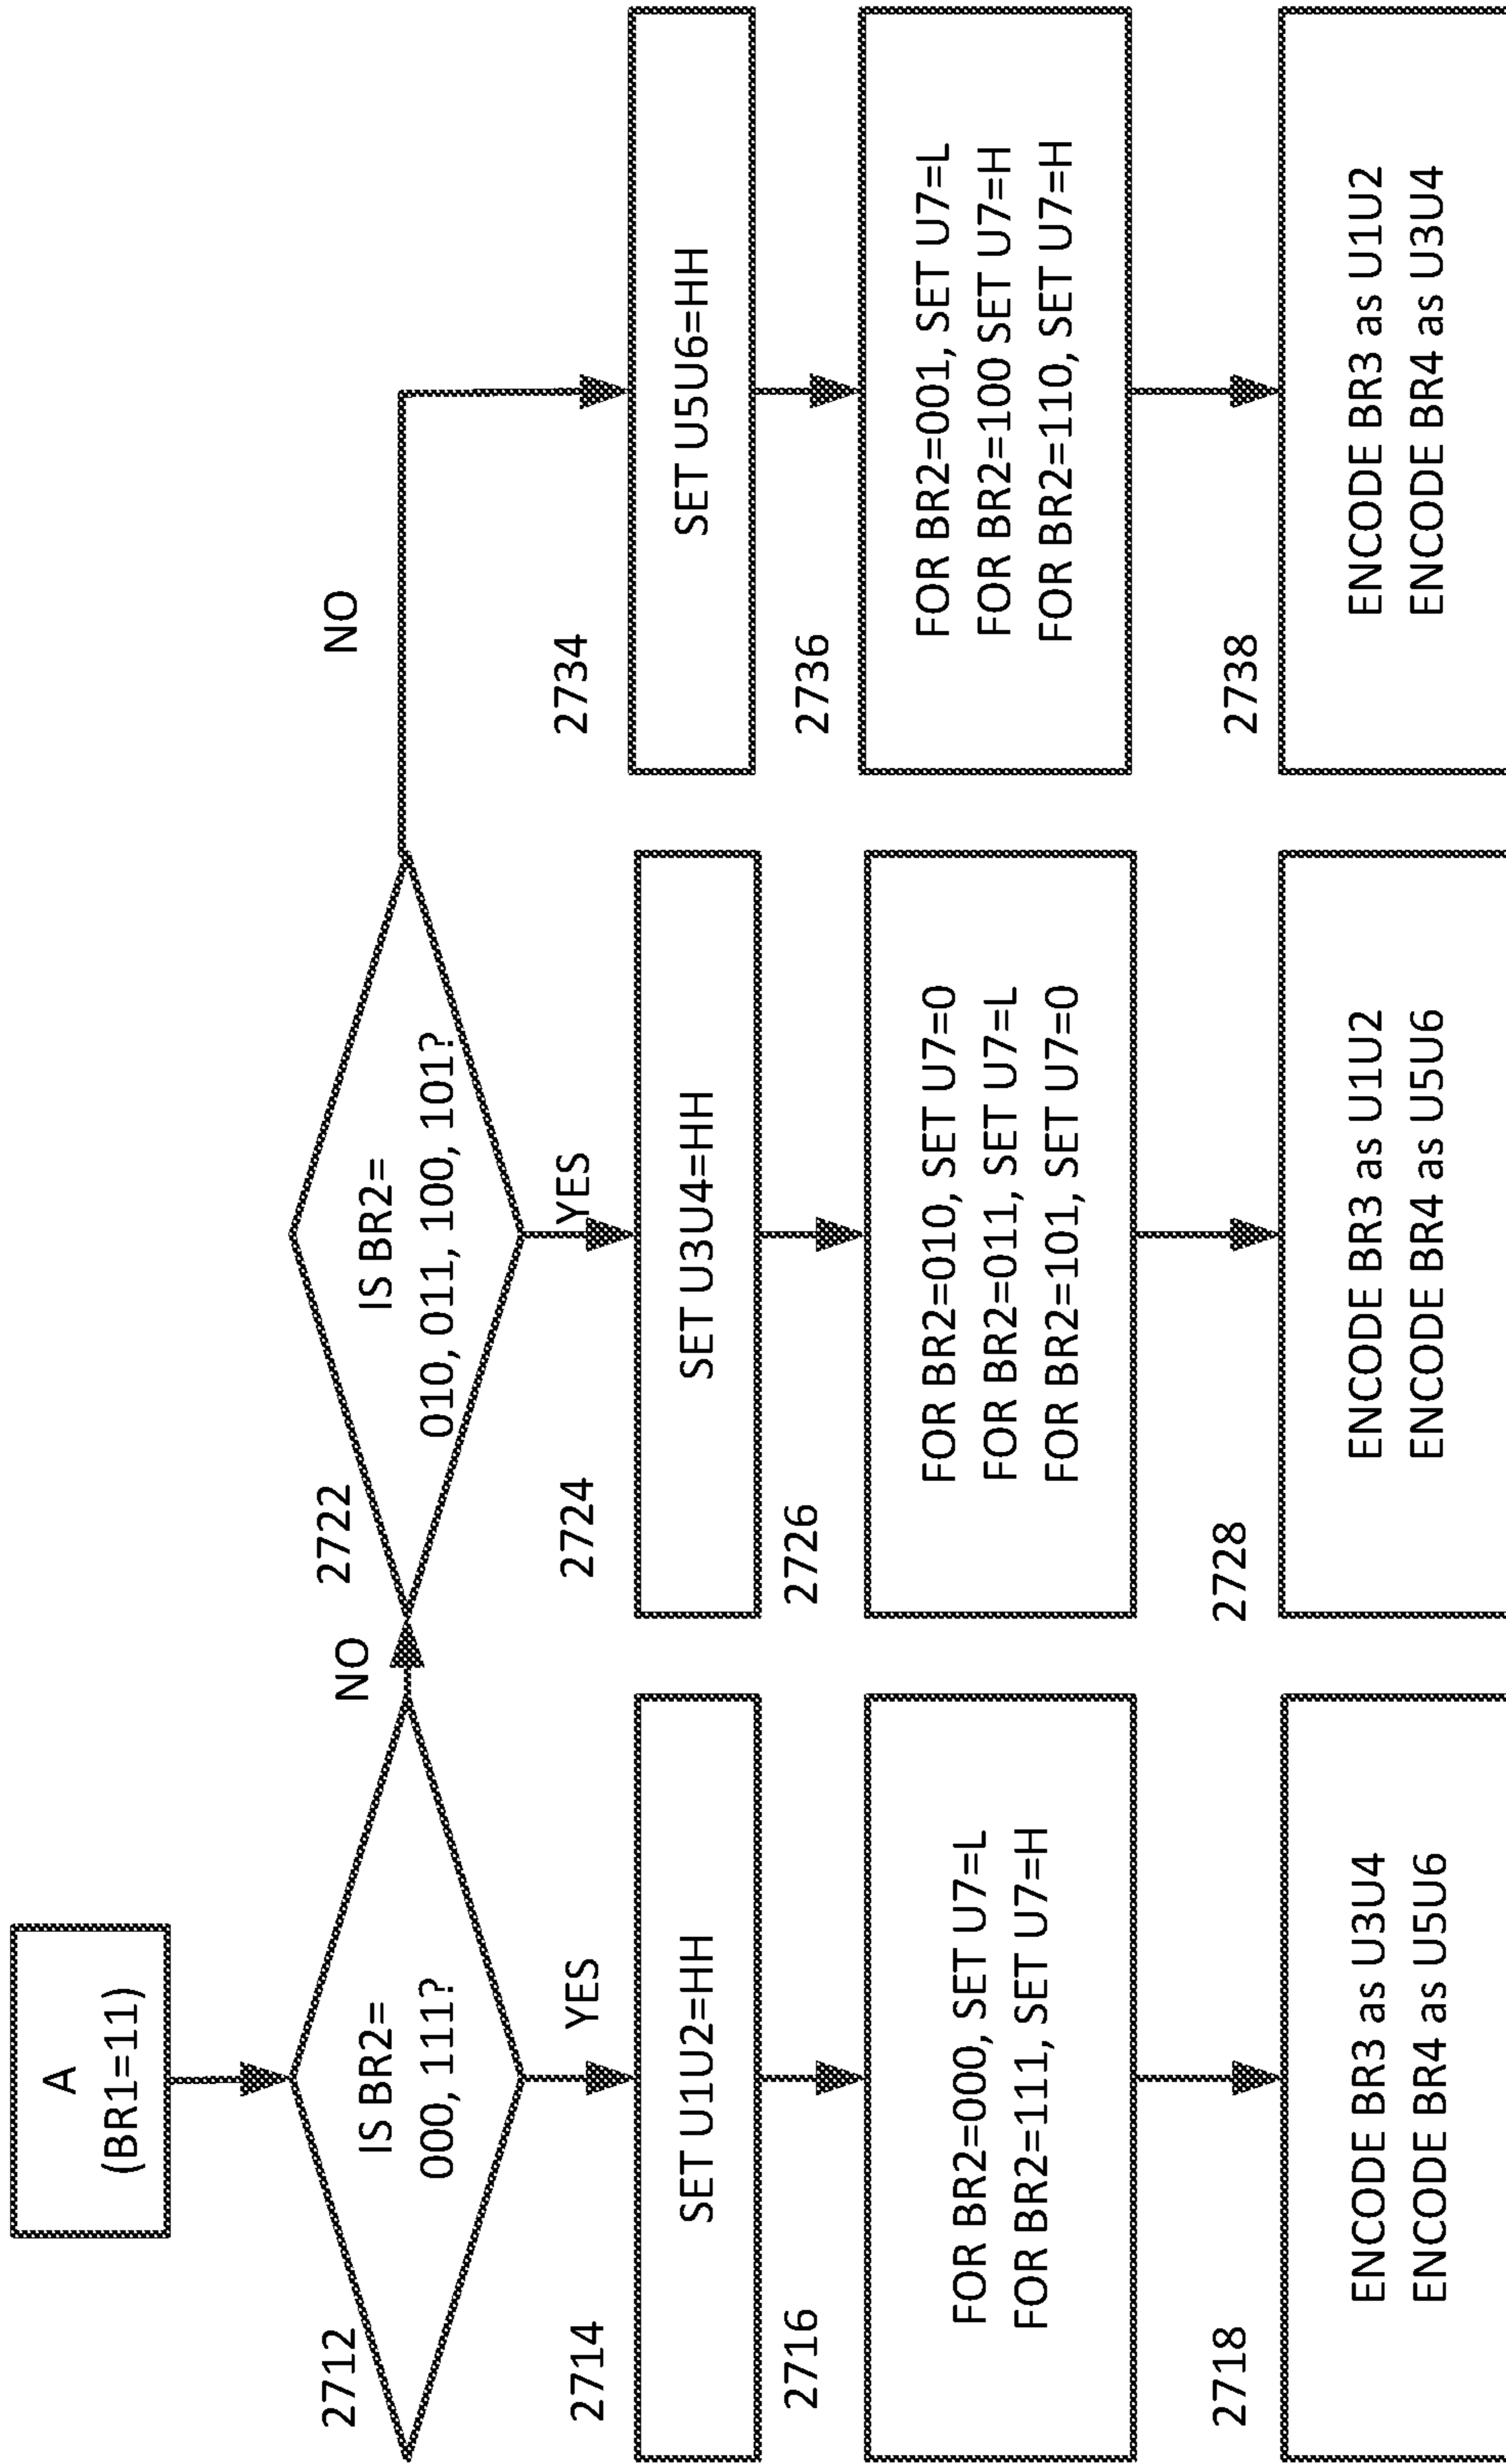 A
(BR1=11)
2712
IS BR2=
000, 111?
NO
YES
2714
SET U1U2=HH
2716
FOR BR2=000, SET U7=L
FOR BR2=111, SET U7=H
2718
ENCODE BR3 as U3U4
ENCODE BR4 as U5U6
2722
IS BR2=
010, 011, 100, 101?
NO
YES
2724
SET U3U4=HH
2726
FOR BR2=010, SET U7=0
FOR BR2=011, SET U7=L
FOR BR2=101, SET U7=0
2728
ENCODE BR3 as U1U2
ENCODE BR4 as U5U6
2734
SET U5U6=HH
2736
FOR BR2=001, SET U7=L
FOR BR2=100 SET U7=H
FOR BR2=110, SET U7=H
2738
ENCODE BR3 as U1U2
ENCODE BR4 as U3U4